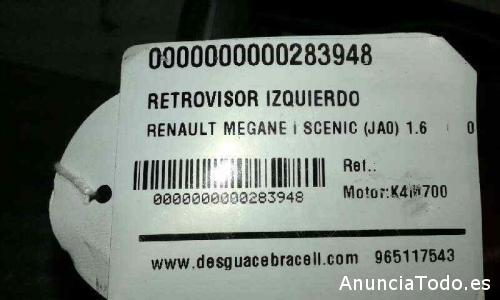 0000000000283948
RETROVISOR IZQUIERDO
RENAULT MEGANE I SCENIC (JA0) 1.6 0
Ref.:
Motor:K4M700
0000000000283948
www.desguacebracell.com 965117543
AnunciaTodo.es